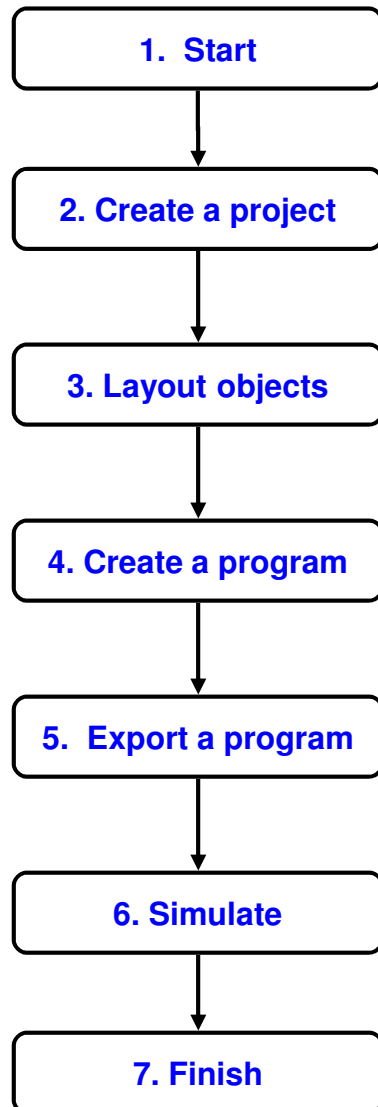 1. Start
2. Create a project
3. Layout objects
4. Create a program
5. Export a program
6. Simulate
7. Finish